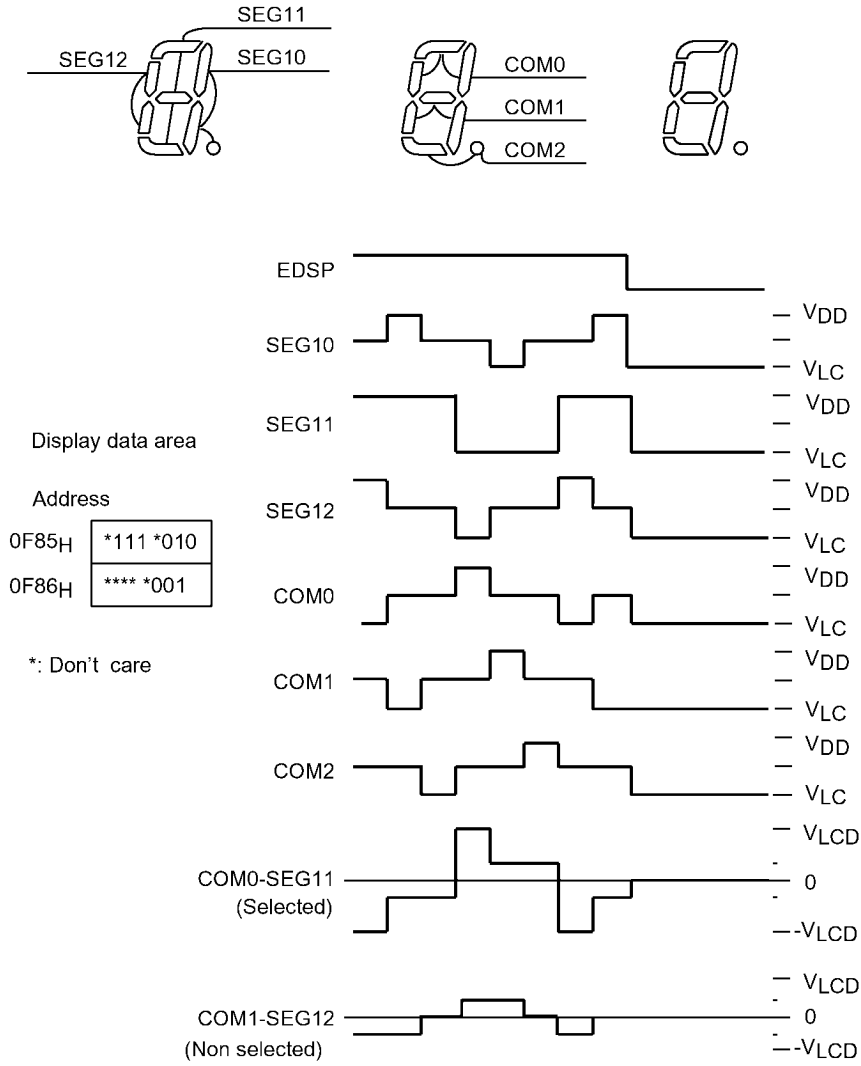 SEG11
SEG12
SEG10
COM0
COM1
COM2
EDSP
SEG10
VDD
VLC
SEG11
VDD
VLC
Display data area
Address
0F85H *111 *010
0F86H **** *001
*: Don't care
SEG12
VDD
VLC
COM0
VDD
VLC
COM1
VDD
VLC
COM2
VDD
VLC
COM0-SEG11
(Selected)
VLCD
0
-VLCD
COM1-SEG12
(Non selected)
VLCD
0
-VLCD